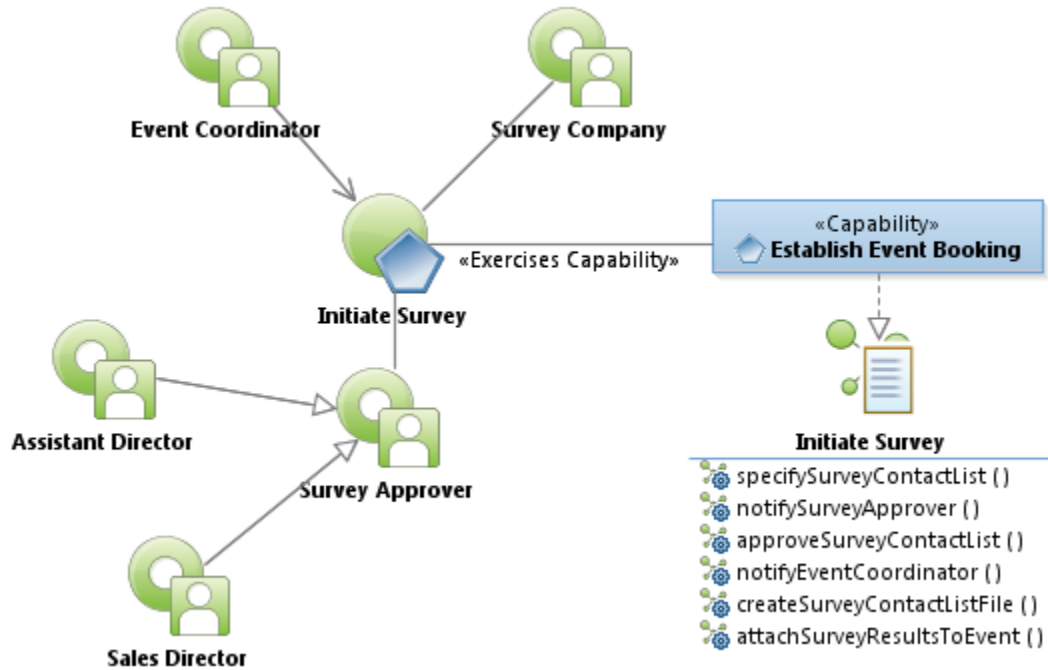 Event Coordinator
Survey Company
«Capability»
Establish Event Booking
«Exercises Capability»
Initiate Survey
Assistant Director
Survey Approver
Sales Director
Initiate Survey
specifySurveyContactList ( )
notifySurveyApprover ( )
approveSurveyContactList ( )
notifyEventCoordinator ( )
createSurveyContactListFile ( )
attachSurveyResultsToEvent ( )